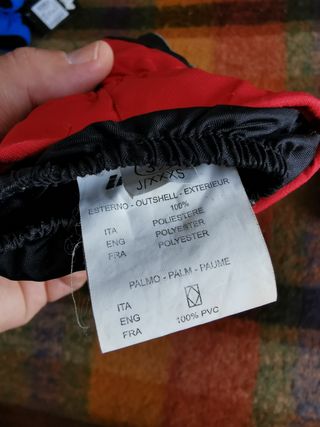 3
J/XXXS
ESTERNO - OUTSHELL - EXTERIEUR
100%
ITA POLIESTERE
ENG POLYESTER
FRA POLYESTER
PALMO - PALM - PAUME
ITA
ENG
FRA 100% PVC